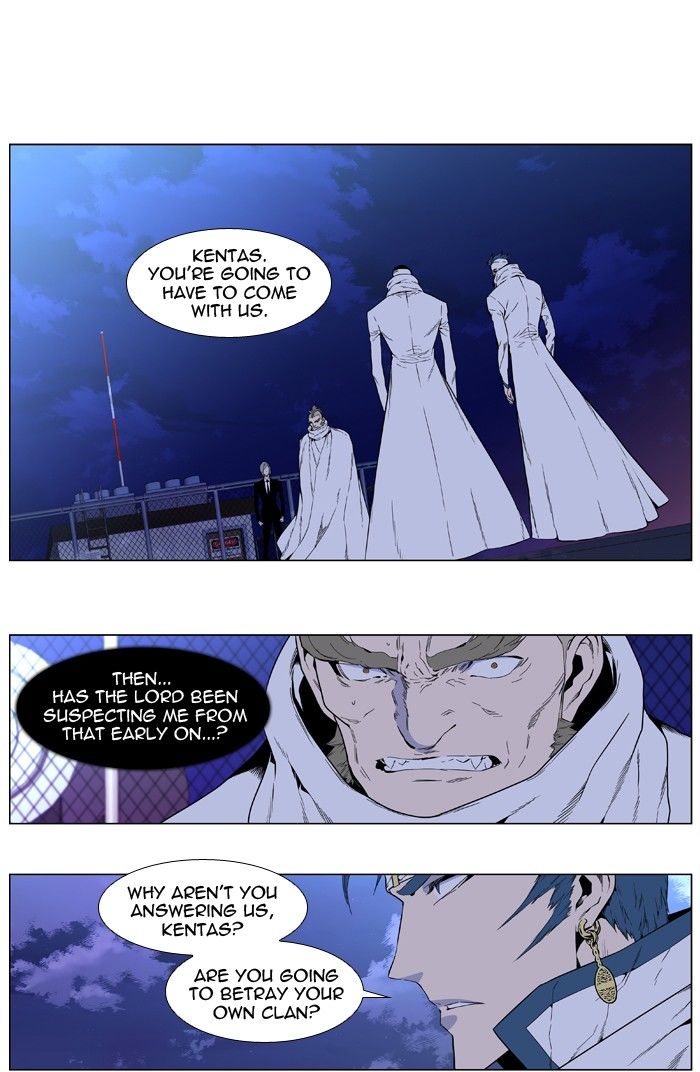 KENTAS.
YOU'RE GOING TO
HAVE TO COME
WITH US.
THEN...
HAS THE LORD BEEN
SUSPECTING ME FROM
THAT EARLY ON...?
WHY AREN'T YOU
ANSWERING US,
KENTAS?
ARE YOU GOING
TO BETRAY YOUR
OWN CLAN?